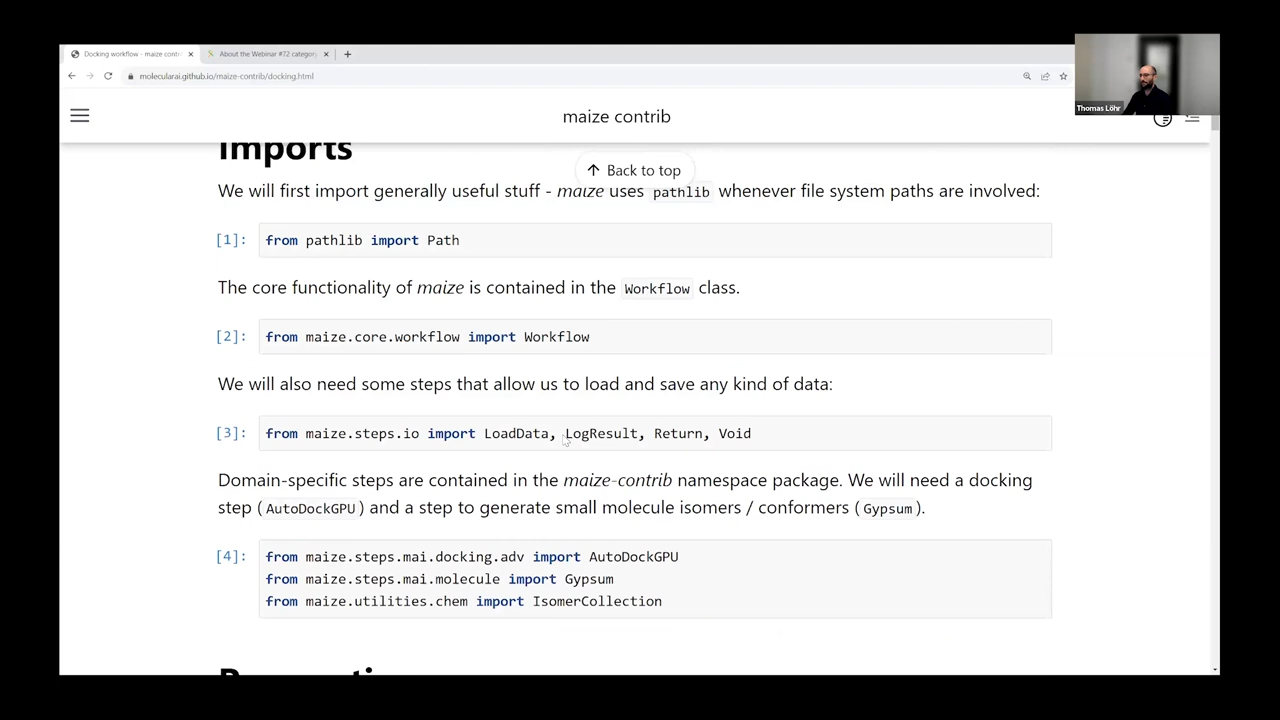 Docking workflow - maize contri
About the Webinar #72 category
molecularai.github.io/maize-contrib/docking.html
Thomas Löhr
maize contrib
Imports
Back to top
We will first import generally useful stuff - maize uses pathlib whenever file system paths are involved:
[1]: from pathlib import Path
The core functionality of maize is contained in the Workflow class.
[2]: from maize.core.workflow import Workflow
We will also need some steps that allow us to load and save any kind of data:
[3]: from maize.steps.io import LoadData, LogResult, Return, Void
Domain-specific steps are contained in the maize-contrib namespace package. We will need a docking
step (AutoDockGPU) and a step to generate small molecule isomers / conformers (Gypsum).
[4]: from maize.steps.mai.docking.adv import AutoDockGPU
from maize.steps.mai.molecule import Gypsum
from maize.utilities.chem import IsomerCollection